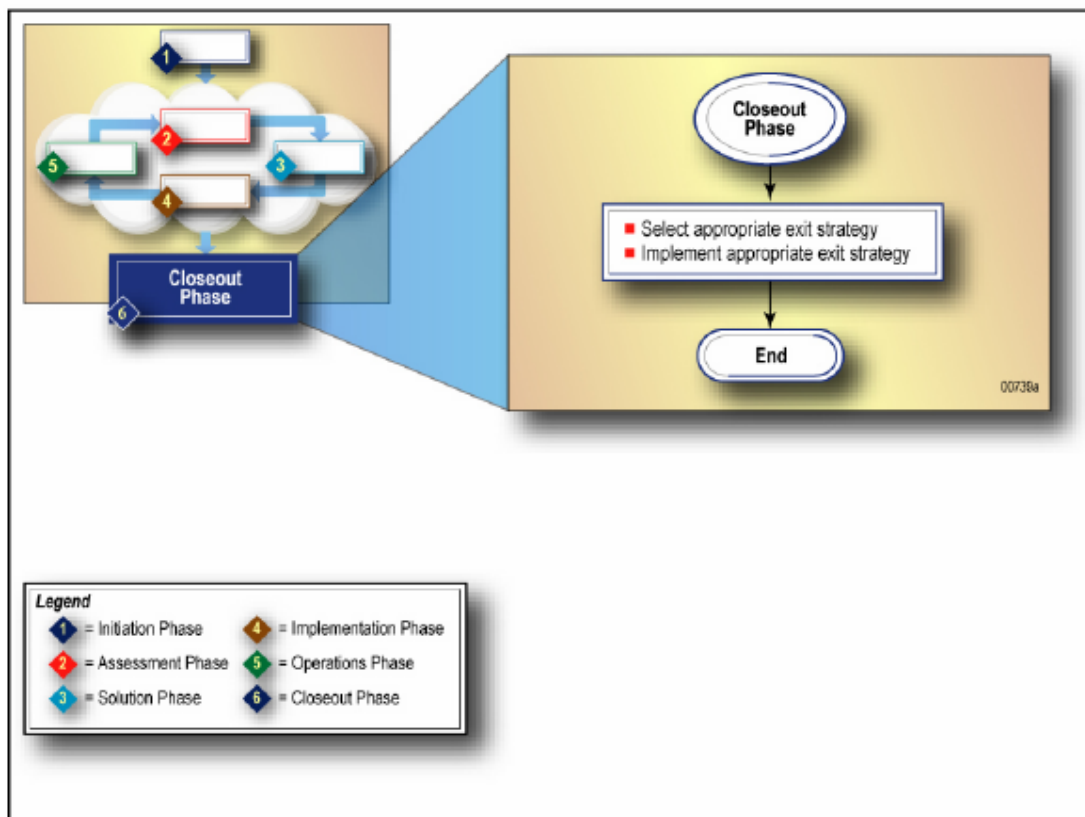 1
2
5
3
4
Closeout
Phase
6
Closeout
Phase
■ Select appropriate exit strategy
■ Implement appropriate exit strategy
End
00739a
Legend
1 = Initiation Phase
4 = Implementation Phase
2 = Assessment Phase
5 = Operations Phase
3 = Solution Phase
6 = Closeout Phase